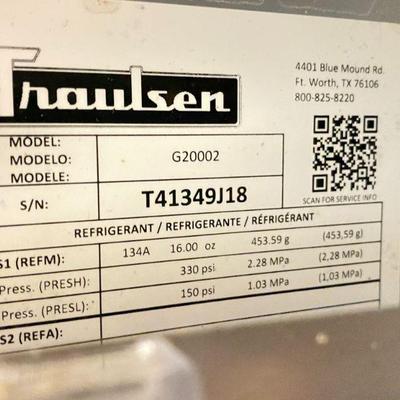 Traulsen
4401 Blue Mound Rd.
Ft. Worth, TX 76106
800-825-8220
MODEL:
MODELO: G20002
MODELE:
S/N: T41349J18
SCAN FOR SERVICE INFO
REFRIGERANT / REFRIGERANTE / RÉFRIGÉRANT
S1 (REFM): 134A 16.00 oz 453.59 g (453,59 g)
Press. (PRESH): 330 psi 2.28 MPa (2,28 MPa)
Press. (PRESL): 150 psi 1.03 MPa (1,03 MPa)
S2 (REFA):